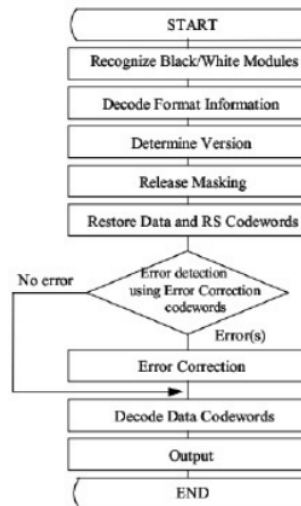 START
Recognize Black/White Modules
Decode Format Information
Determine Version
Release Masking
Restore Data and RS Codewords
No error
Error detection
using Error Correction
codewords
Error(s)
Error Correction
Decode Data Codewords
Output
END